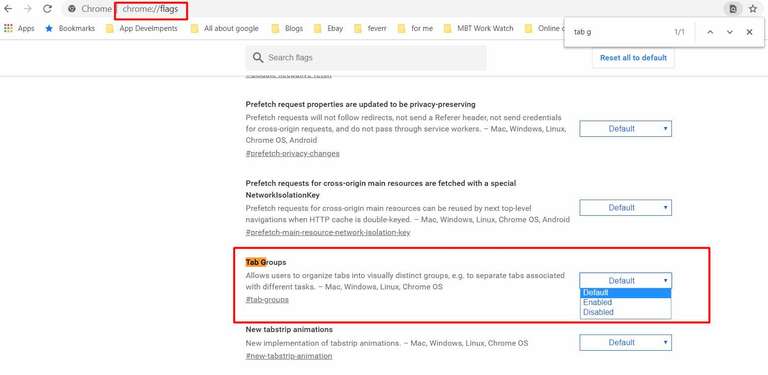 Chrome chrome://flags
Apps
Bookmarks
App Develmpents
All about google
Blogs
Ebay
feverr
for me
MBT Work Watch
Online
tab g
1/1
Search flags
Reset all to default
Prefetch request properties are updated to be privacy-preserving
Prefetch requests will not follow redirects, not send a Referer header, not send credentials
for cross-origin requests, and do not pass through service workers. – Mac, Windows, Linux,
Chrome OS, Android
#prefetch-privacy-changes
Default
Prefetch requests for cross-origin main resources are fetched with a special
NetworkIsolationKey
Prefetch requests for cross-origin main resources can be reused by next top-level
navigations when HTTP cache is double-keyed. – Mac, Windows, Linux, Chrome OS, Android
#prefetch-main-resource-network-isolation-key
Default
Tab Groups
Allows users to organize tabs into visually distinct groups, e.g. to separate tabs associated
with different tasks. – Mac, Windows, Linux, Chrome OS
#tab-groups
Default
Default
Enabled
Disabled
New tabstrip animations
New implementation of tabstrip animations. – Mac, Windows, Linux, Chrome OS
#new-tabstrip-animation
Default